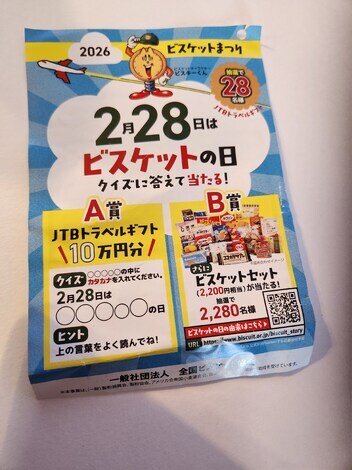 2026
ビスケットまつり
ビスキーくん
抽選で
28
名様
JTBトラベルギフト
2月28日は
ビスケットの日
クイズに答えて当たる！
A賞
JTBトラベルギフト
10万円分
クイズ ○○○○○の中に
カタカナを入れてください。
2月28日は
○○○○○の日
ヒント
上の言葉をよく読んでね！
B賞
さらに
ビスケットセット
(2,200円相当)が当たる！
抽選で
2,280名様
ビスケットの日の由来はこちら
URL https://www.biscuit.or.jp/biscuit_story
一般社団法人 全国ビ